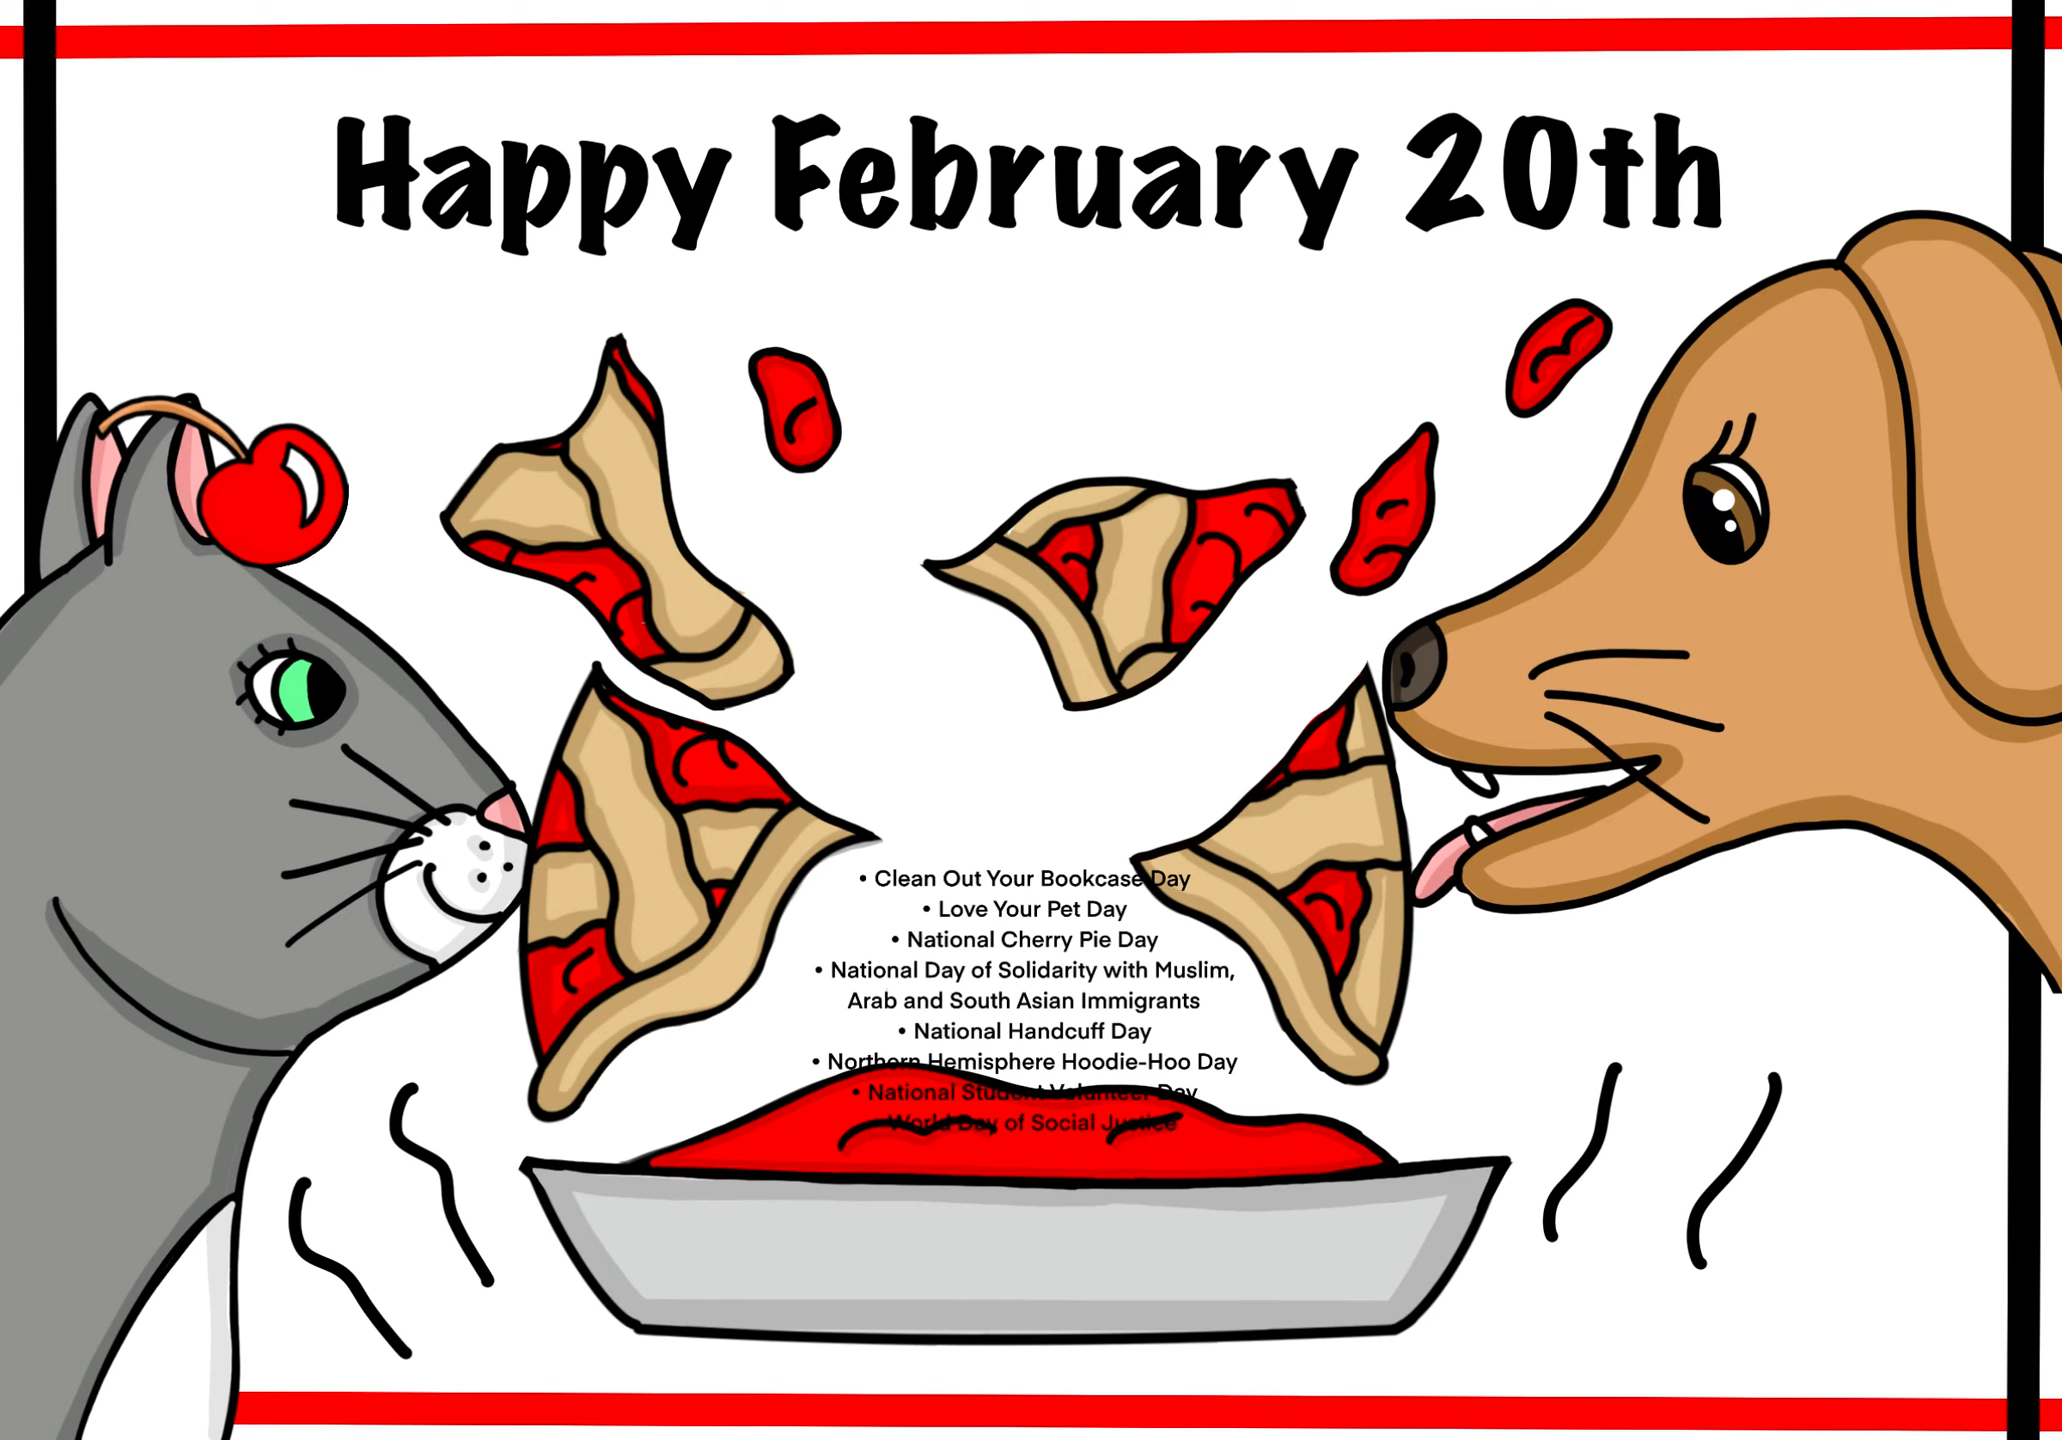 Happy February 20th
• Clean Out Your Bookcase Day
• Love Your Pet Day
• National Cherry Pie Day
• National Day of Solidarity with Muslim,
Arab and South Asian Immigrants
• National Handcuff Day
• Northern Hemisphere Hoodie-Hoo Day
• National Student Volunteer Day
World Day of Social Justice